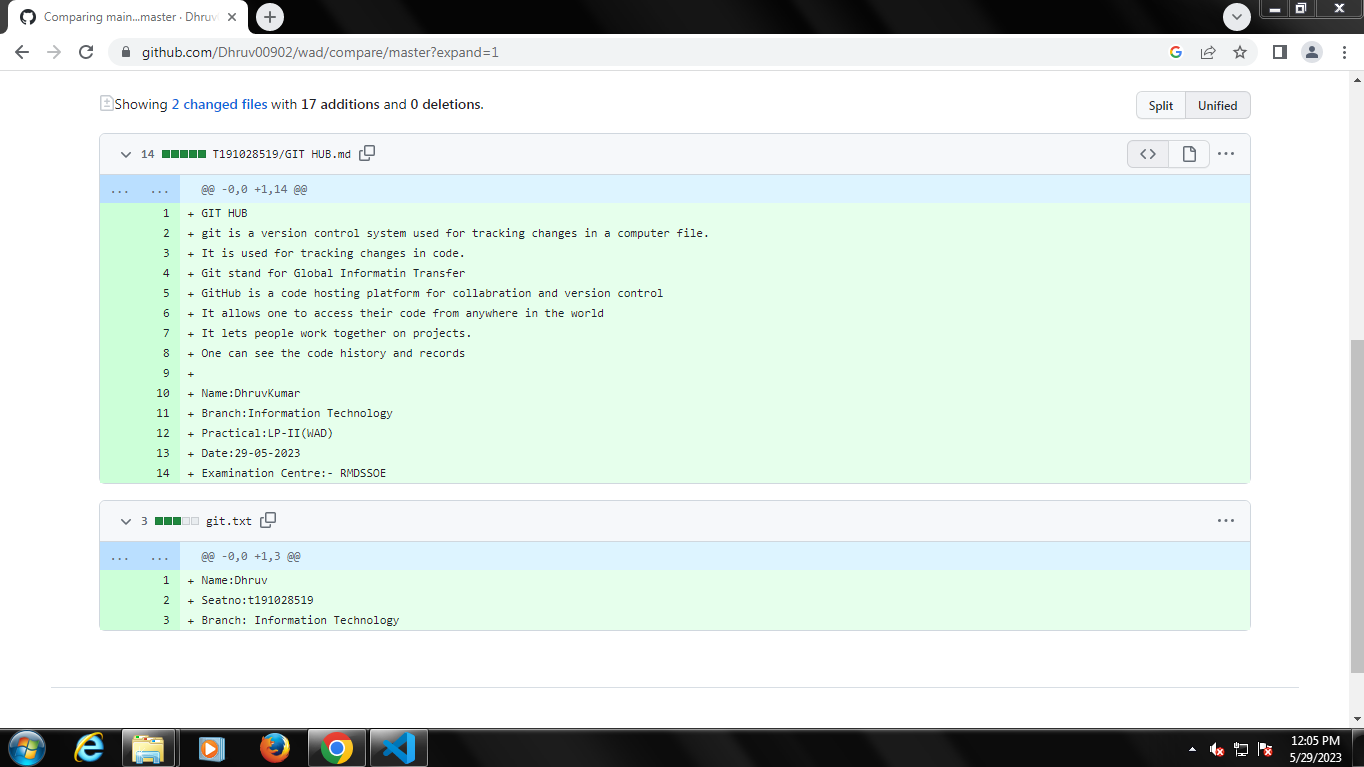 Comparing main...master · Dhruv
github.com/Dhruv00902/wad/compare/master?expand=1
Showing 2 changed files with 17 additions and 0 deletions.
Split Unified
14 T191028519/GIT HUB.md
... ... @@ -0,0 +1,14 @@
1 + GIT HUB
2 + git is a version control system used for tracking changes in a computer file.
3 + It is used for tracking changes in code.
4 + Git stand for Global Informatin Transfer
5 + GitHub is a code hosting platform for collabration and version control
6 + It allows one to access their code from anywhere in the world
7 + It lets people work together on projects.
8 + One can see the code history and records
9 +
10 + Name:DhruvKumar
11 + Branch:Information Technology
12 + Practical:LP-II(WAD)
13 + Date:29-05-2023
14 + Examination Centre:- RMDSSOE
3 git.txt
... ... @@ -0,0 +1,3 @@
1 + Name:Dhruv
2 + Seatno:t191028519
3 + Branch: Information Technology
12:05 PM
5/29/2023